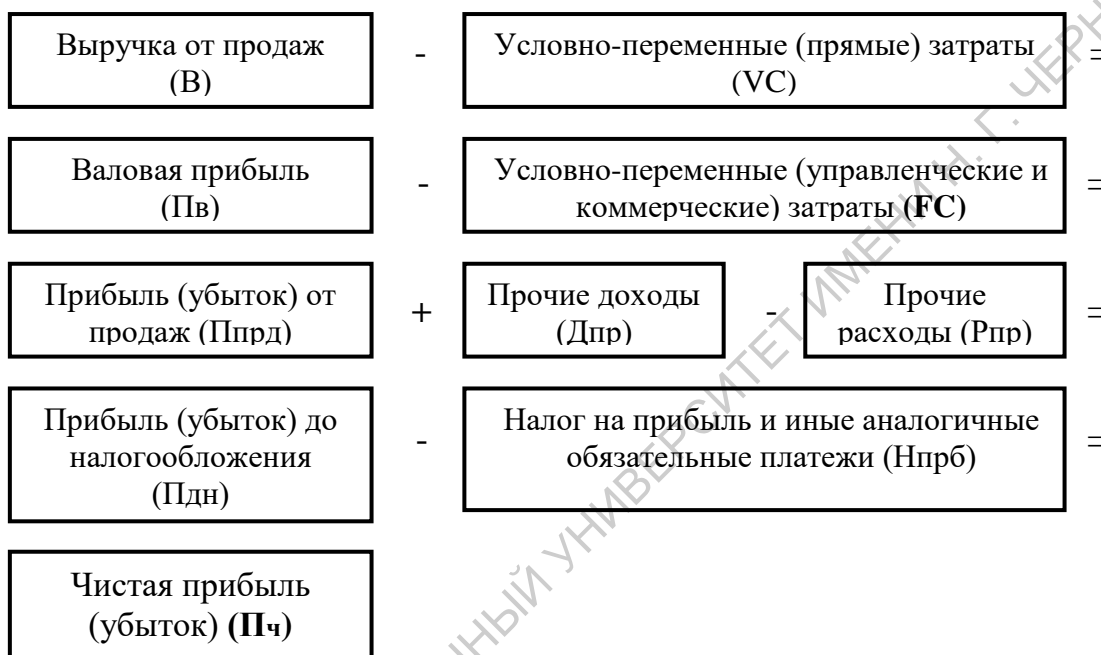 Выручка от продаж
(В)
-
Условно-переменные (прямые) затраты
(VC)
=
Валовая прибыль
(Пв)
-
Условно-переменные (управленческие и
коммерческие) затраты (FC)
=
Прибыль (убыток) от
продаж (Ппрд)
+
Прочие доходы
(Дпр)
-
Прочие
расходы (Рпр)
=
Прибыль (убыток) до
налогообложения
(Пдн)
-
Налог на прибыль и иные аналогичные
обязательные платежи (Нпрб)
=
Чистая прибыль
(убыток) (Пч)
УНИВЕРСИТЕТ ИМЕНИ Н. Г.